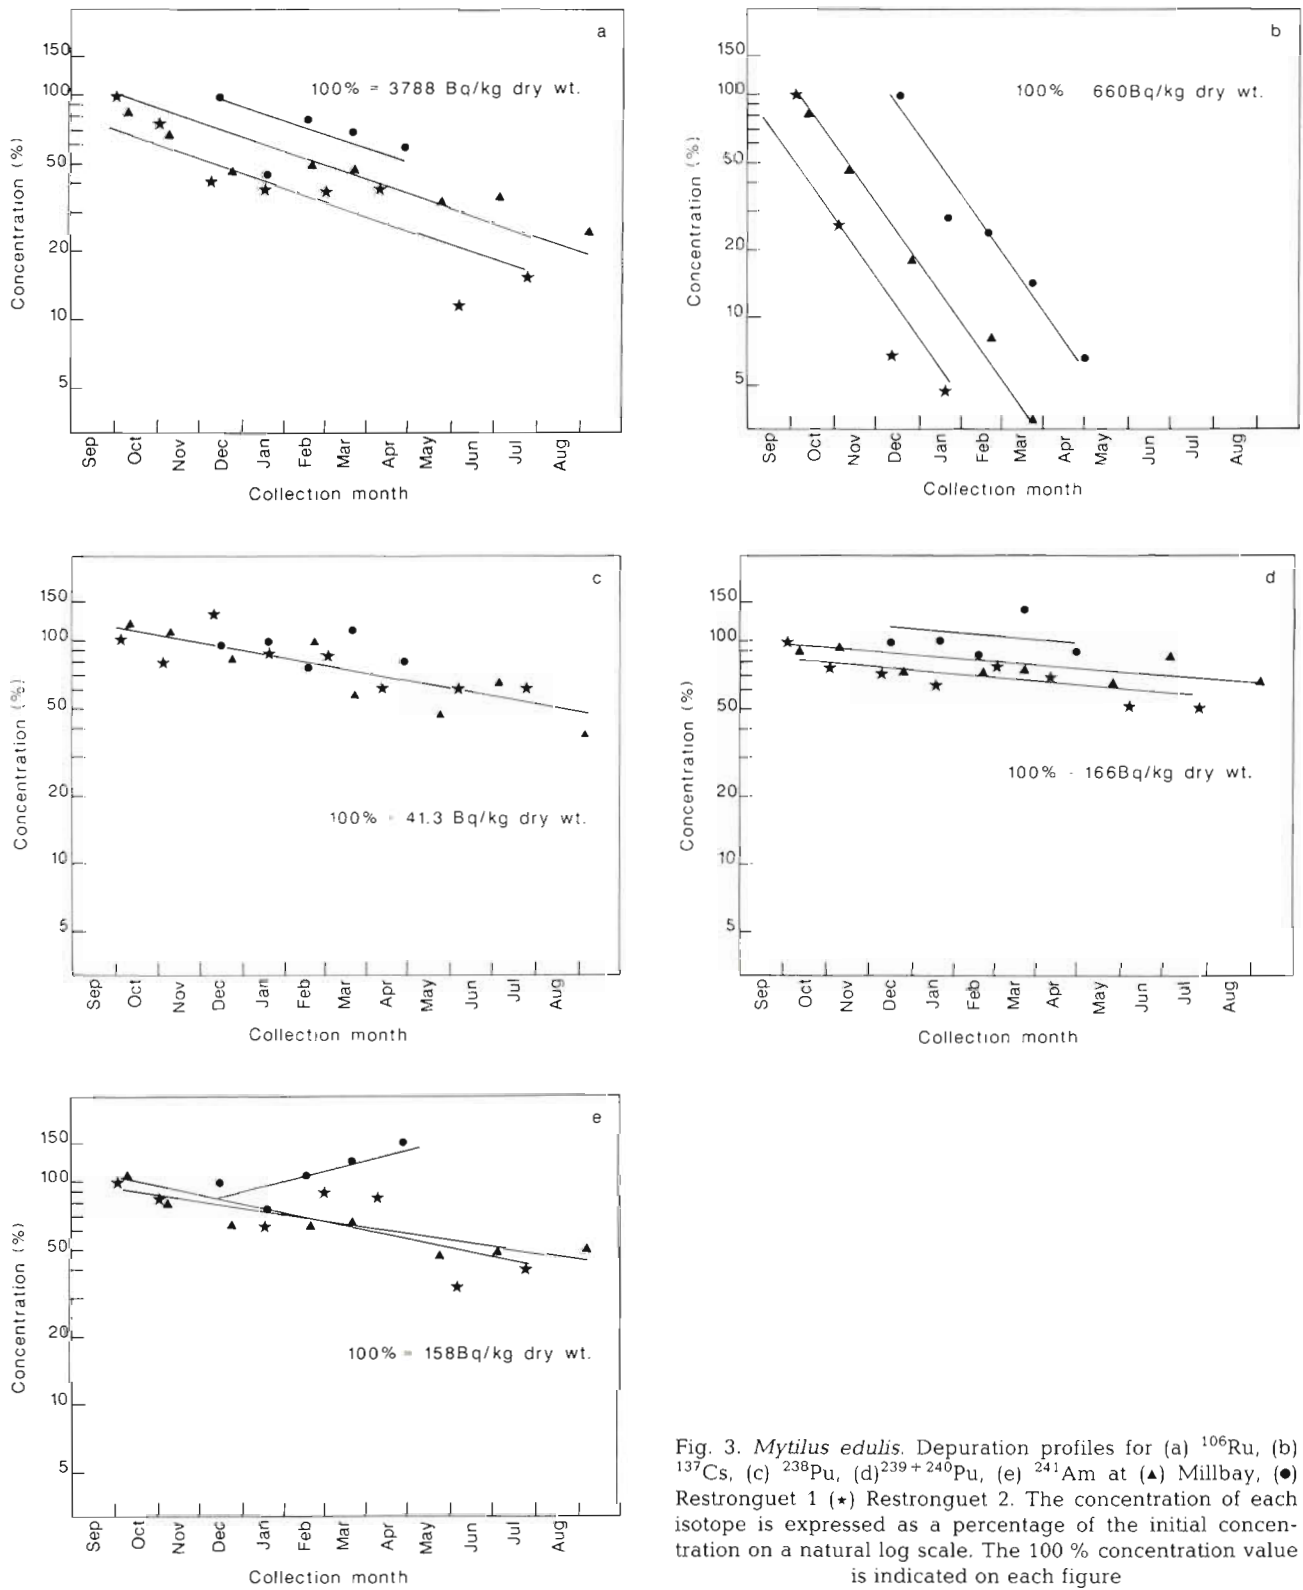 a
150
100
50
20
10
5
Concentration (%)
100% = 3788 Bq/kg dry wt.
Sep Oct Nov Dec Jan Feb Mar Apr May Jun Jul Aug
Collection month
b
150
100
50
20
10
5
Concentration (%)
100% 660Bq/kg dry wt.
Sep Oct Nov Dec Jan Feb Mar Apr May Jun Jul Aug
Collection month
c
150
100
50
20
10
5
Concentration (%)
100% = 41.3 Bq/kg dry wt.
Sep Oct Nov Dec Jan Feb Mar Apr May Jun Jul Aug
Collection month
d
150
100
50
20
10
5
Concentration (%)
100% - 166Bq/kg dry wt.
Sep Oct Nov Dec Jan Feb Mar Apr May Jun Jul Aug
Collection month
e
150
100
50
20
10
5
Concentration (%)
100% = 158Bq/kg dry wt.
Sep Oct Nov Dec Jan Feb Mar Apr May Jun Jul Aug
Collection month
Fig. 3. Mytilus edulis. Depuration profiles for (a) ¹⁰⁶Ru, (b)
¹³⁷Cs, (c) ²³⁸Pu, (d)²³⁹⁺²⁴⁰Pu, (e) ²⁴¹Am at (▲) Millbay, (●)
Restronguet 1 (★) Restronguet 2. The concentration of each
isotope is expressed as a percentage of the initial concen-
tration on a natural log scale. The 100 % concentration value
is indicated on each figure